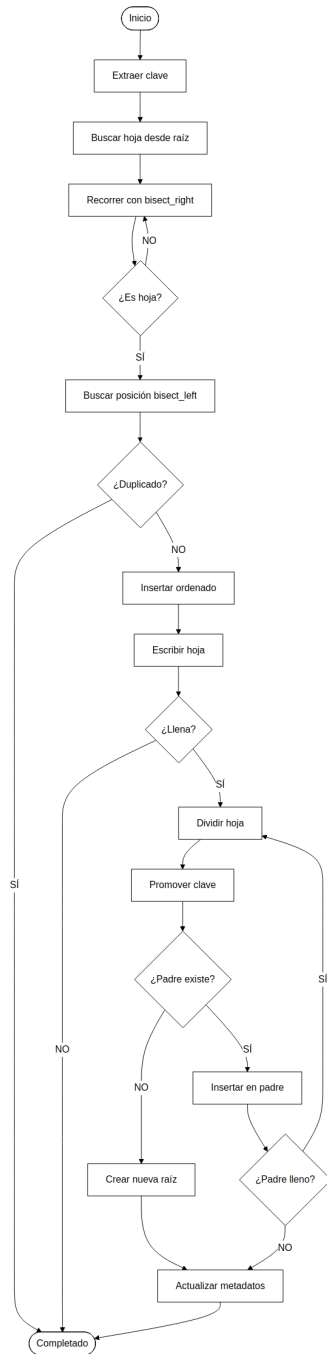 Inicio
Extraer clave
Buscar hoja desde raíz
Recorrer con bisect_right
NO
¿Es hoja?
SÍ
Buscar posición bisect_left
¿Duplicado?
NO
Insertar ordenado
Escribir hoja
¿Llena?
SÍ
Dividir hoja
Promover clave
SÍ
¿Padre existe?
SÍ
NO
SÍ
NO
Insertar en padre
Crear nueva raíz
¿Padre lleno?
NO
Actualizar metadatos
Completado